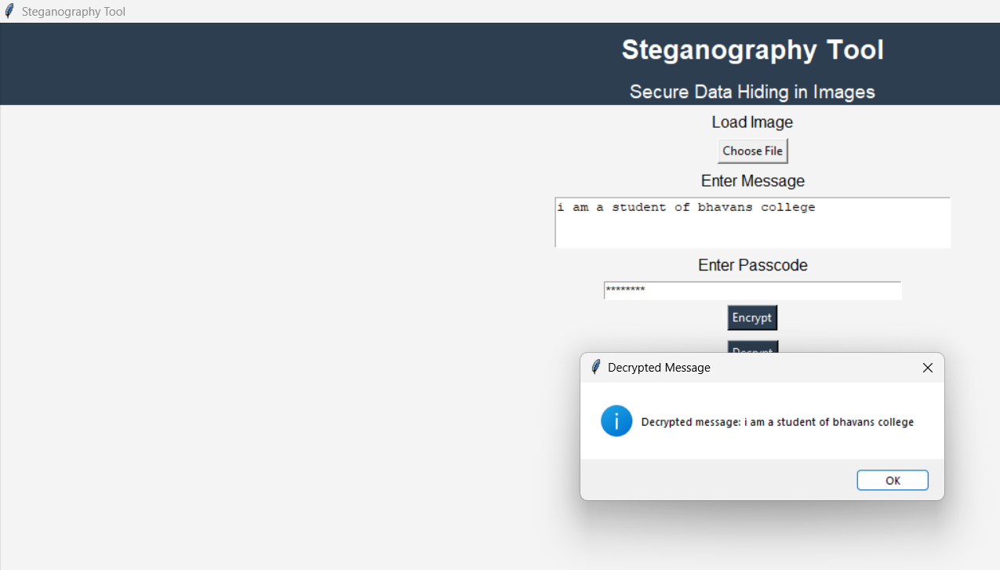 Steganography Tool
Steganography Tool
Secure Data Hiding in Images
Load Image
Choose File
Enter Message
i am a student of bhavans college
Enter Passcode
********
Encrypt
Decrypt
Decrypted Message
Decrypted message: i am a student of bhavans college
OK